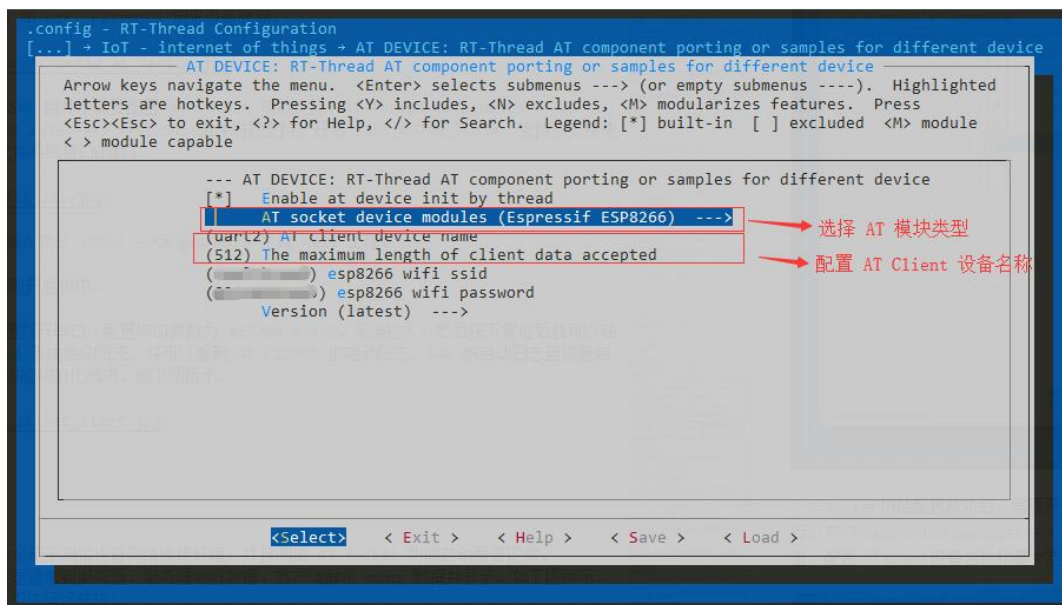 .config - RT-Thread Configuration
[...] → IoT - internet of things → AT DEVICE: RT-Thread AT component porting or samples for different device
AT DEVICE: RT-Thread AT component porting or samples for different device
Arrow keys navigate the menu. <Enter> selects submenus ---> (or empty submenus ----). Highlighted
letters are hotkeys. Pressing <Y> includes, <N> excludes, <M> modularizes features. Press
<Esc><Esc> to exit, <?> for Help, </> for Search. Legend: [*] built-in [ ] excluded <M> module
< > module capable
--- AT DEVICE: RT-Thread AT component porting or samples for different device
[*] Enable at device init by thread
AT socket device modules (Espressif ESP8266) --->
选择 AT 模块类型
(uart2) AT client device name
(512) The maximum length of client data accepted
配置 AT Client 设备名称
( ) esp8266 wifi ssid
( ) esp8266 wifi password
Version (latest) --->
<Select> < Exit > < Help > < Save > < Load >